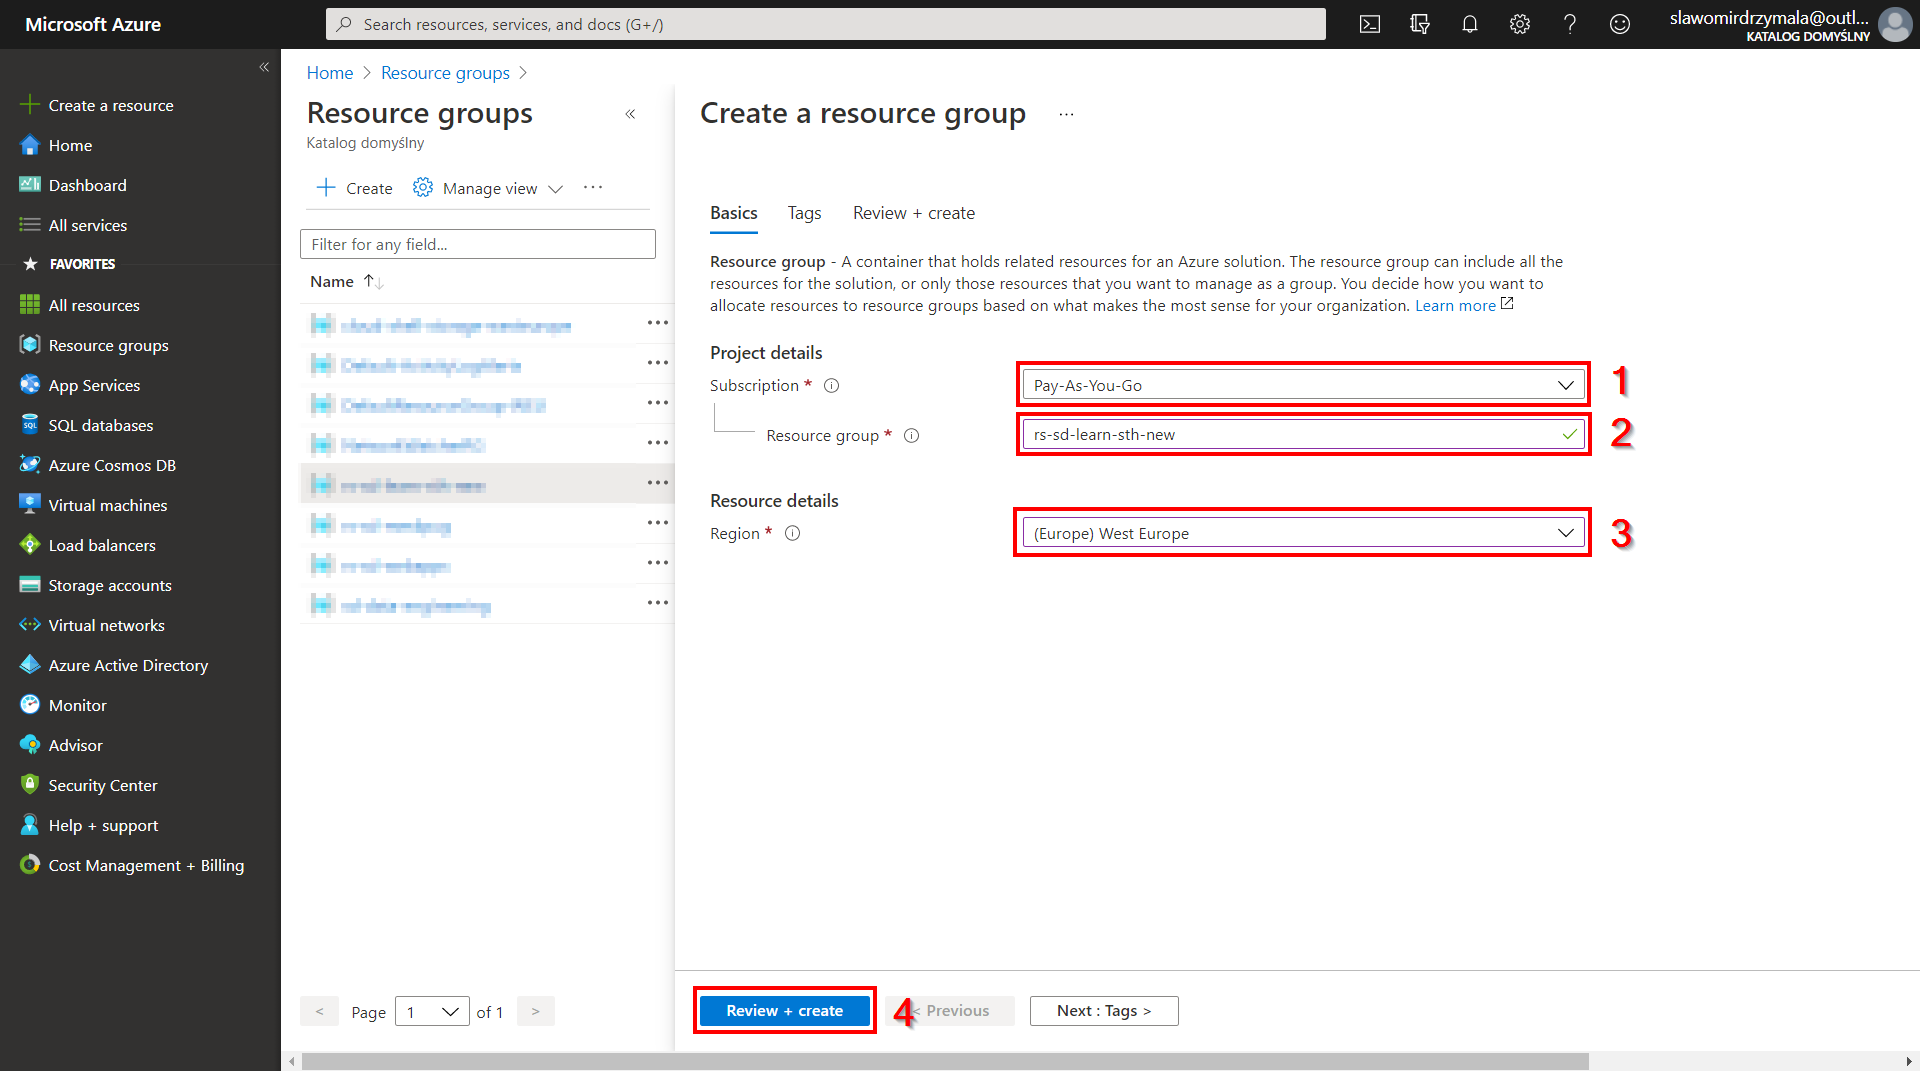 Microsoft Azure
Search resources, services, and docs (G+/)
slawomirdrzymala@outl...
KATALOG DOMYŚLNY
«
Create a resource
Home
Dashboard
All services
FAVORITES
All resources
Resource groups
App Services
SQL databases
Azure Cosmos DB
Virtual machines
Load balancers
Storage accounts
Virtual networks
Azure Active Directory
Monitor
Advisor
Security Center
Help + support
Cost Management + Billing
Home > Resource groups >
Resource groups «
Katalog domyślny
+ Create Manage view ...
Filter for any field...
Name ↑↓
< Page 1 of 1 >
Create a resource group ...
Basics Tags Review + create
Resource group - A container that holds related resources for an Azure solution. The resource group can include all the
resources for the solution, or only those resources that you want to manage as a group. You decide how you want to
allocate resources to resource groups based on what makes the most sense for your organization. Learn more
Project details
Subscription * Pay-As-You-Go 1
Resource group * rs-sd-learn-sth-new 2
Resource details
Region * (Europe) West Europe 3
Review + create 4 < Previous Next : Tags >